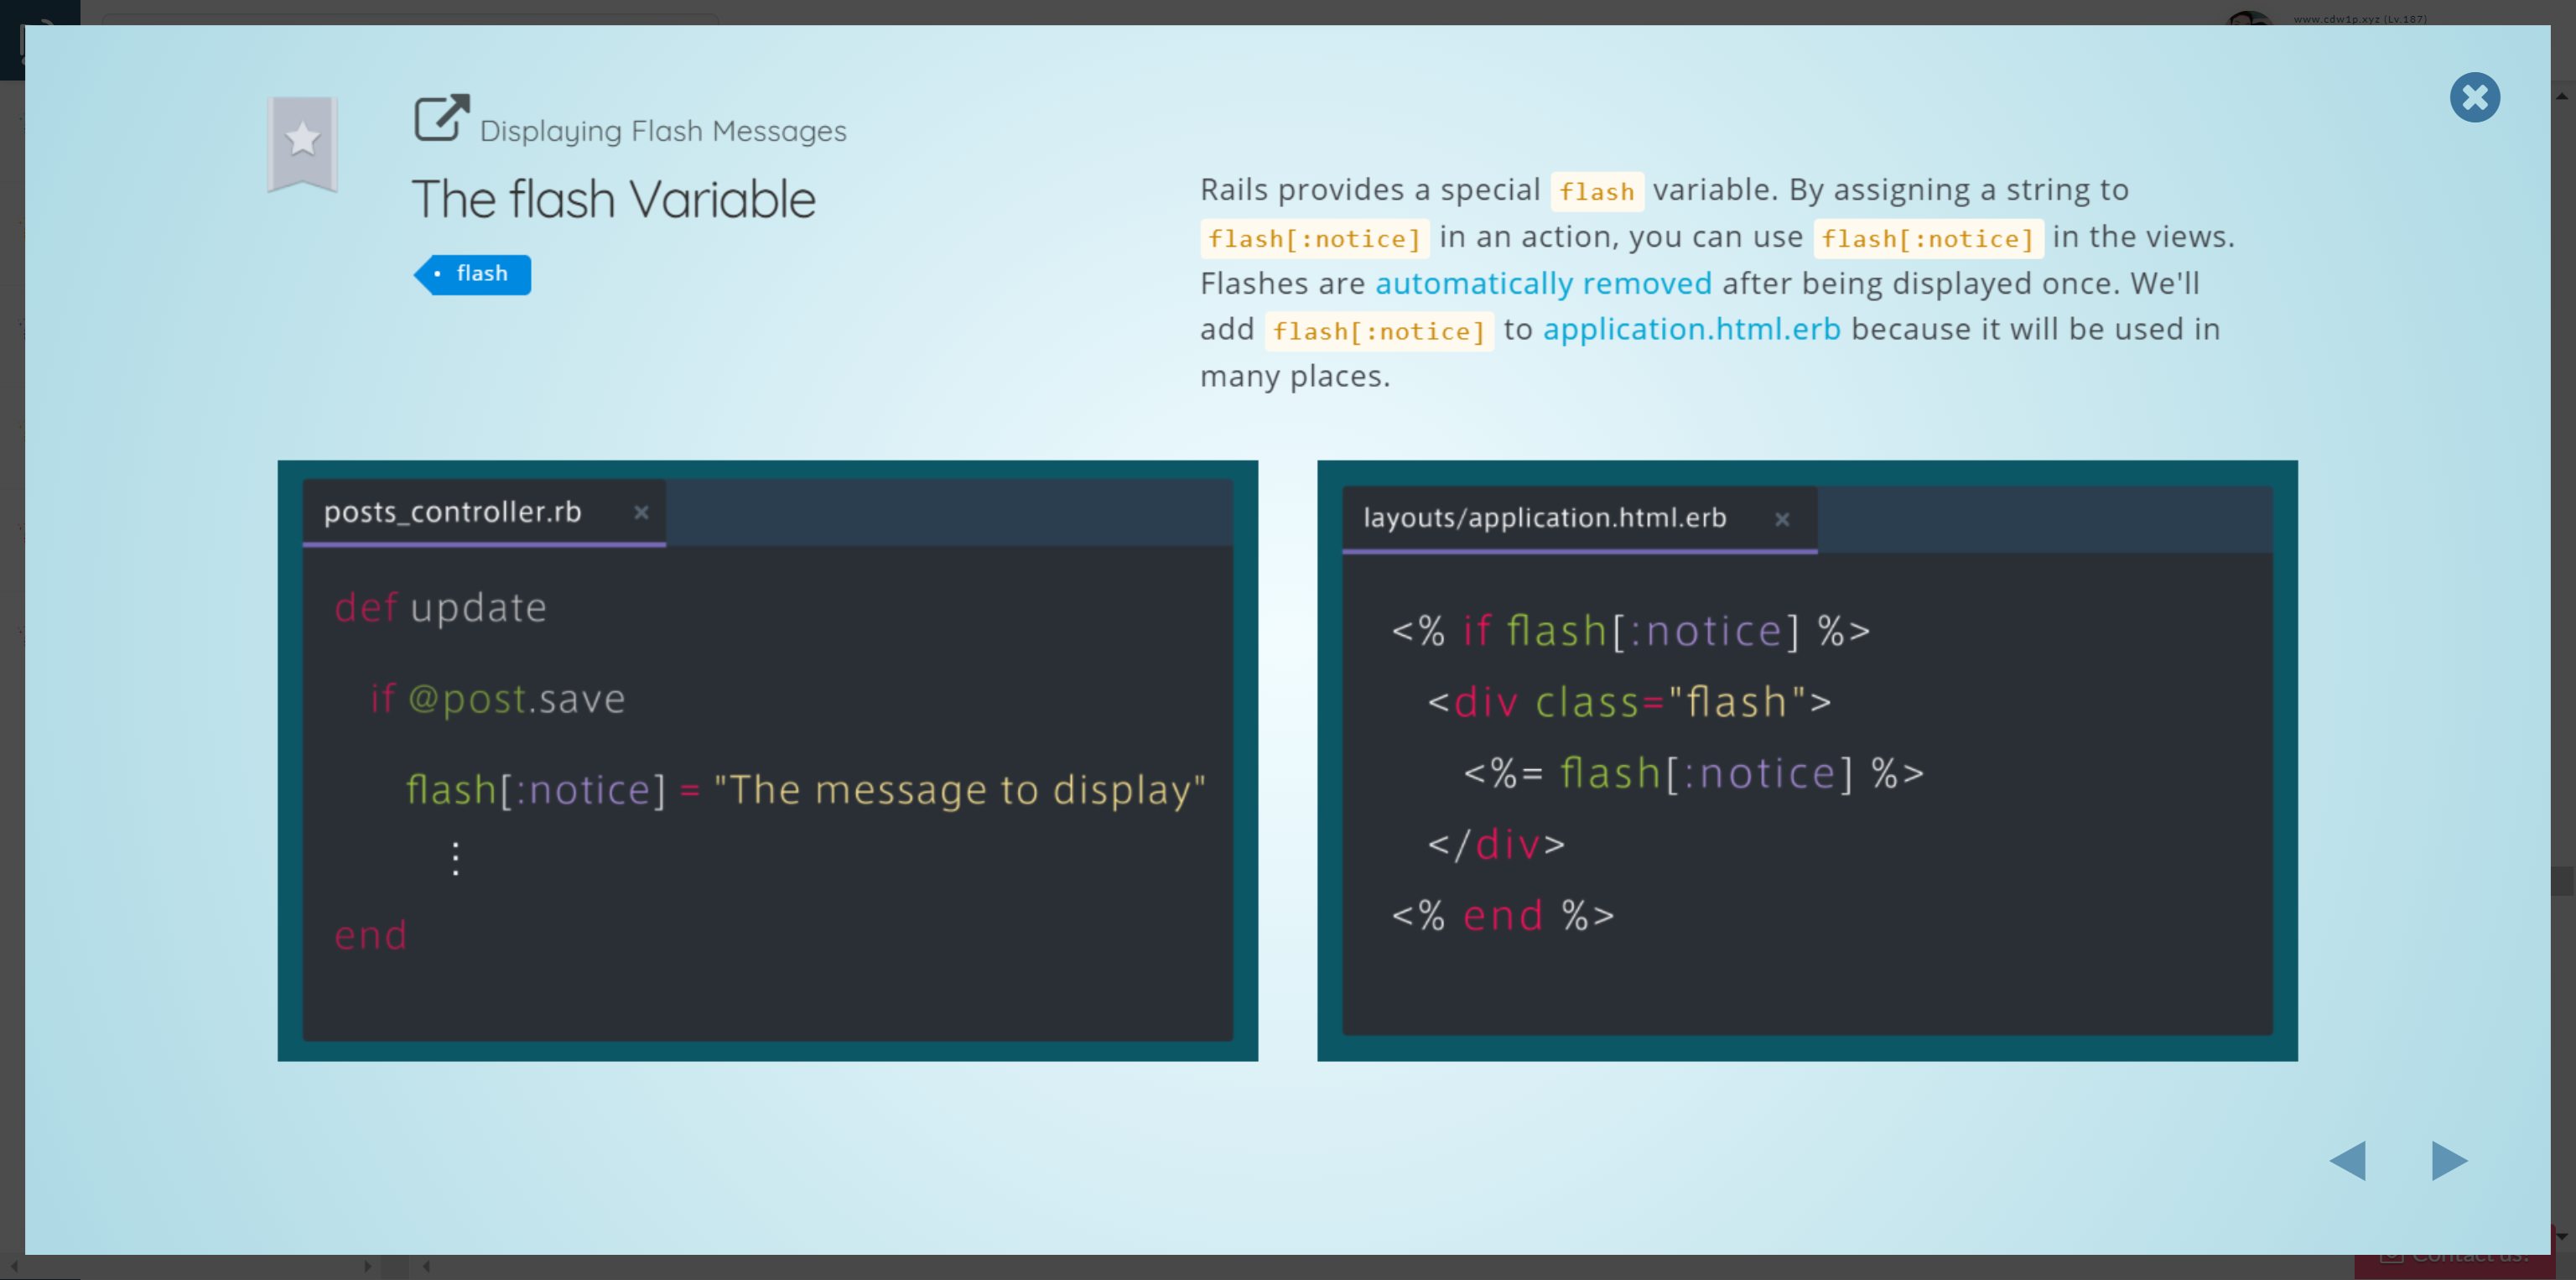 www.cdw1p.xyz (Lv.187)
Displaying Flash Messages
The flash Variable
flash
Rails provides a special flash variable. By assigning a string to
flash[:notice] in an action, you can use flash[:notice] in the views.
Flashes are automatically removed after being displayed once. We'll
add flash[:notice] to application.html.erb because it will be used in
many places.
posts_controller.rb
def update
if @post.save
flash[:notice] = "The message to display"
⋮
end
layouts/application.html.erb
<% if flash[:notice] %>
<div class="flash">
<%= flash[:notice] %>
</div>
<% end %>
Contact us!